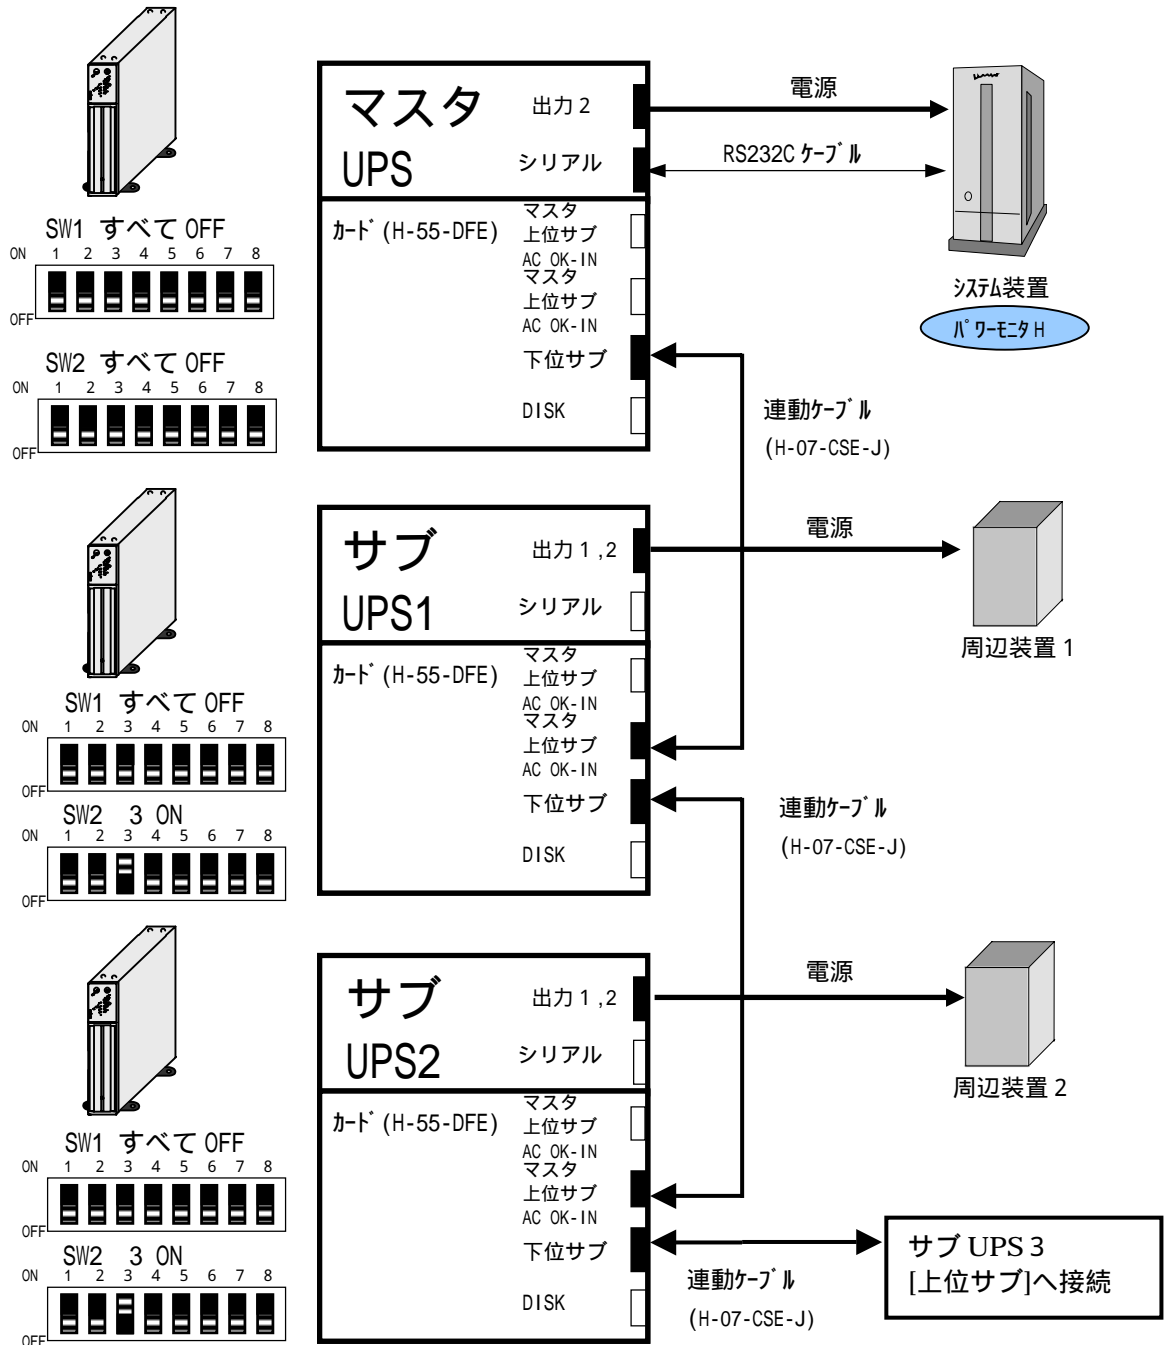 マスタ
UPS
出力 2
シリアル
電源
RS232C ｹｰﾌﾞﾙ
SW1 すべて OFF
ON 1 2 3 4 5 6 7 8
OFF
SW2 すべて OFF
ON 1 2 3 4 5 6 7 8
OFF
ｶｰﾄﾞ (H-55-DFE)
マスタ
上位サブ
AC OK-IN
マスタ
上位サブ
AC OK-IN
下位サブ
DISK
ｼｽﾃﾑ装置
ﾊﾟﾜｰﾓﾆﾀ H
連動ｹｰﾌﾞﾙ
(H-07-CSE-J)
サブ
UPS1
出力 1 ,2
シリアル
電源
周辺装置 1
SW1 すべて OFF
ON 1 2 3 4 5 6 7 8
OFF
SW2 3 ON
ON 1 2 3 4 5 6 7 8
OFF
ｶｰﾄﾞ (H-55-DFE)
マスタ
上位サブ
AC OK-IN
マスタ
上位サブ
AC OK-IN
下位サブ
DISK
連動ｹｰﾌﾞﾙ
(H-07-CSE-J)
サブ
UPS2
出力 1 ,2
シリアル
電源
周辺装置 2
SW1 すべて OFF
ON 1 2 3 4 5 6 7 8
OFF
SW2 3 ON
ON 1 2 3 4 5 6 7 8
OFF
ｶｰﾄﾞ (H-55-DFE)
マスタ
上位サブ
AC OK-IN
マスタ
上位サブ
AC OK-IN
下位サブ
DISK
連動ｹｰﾌﾞﾙ
(H-07-CSE-J)
サブ UPS 3
[上位サブ]へ接続